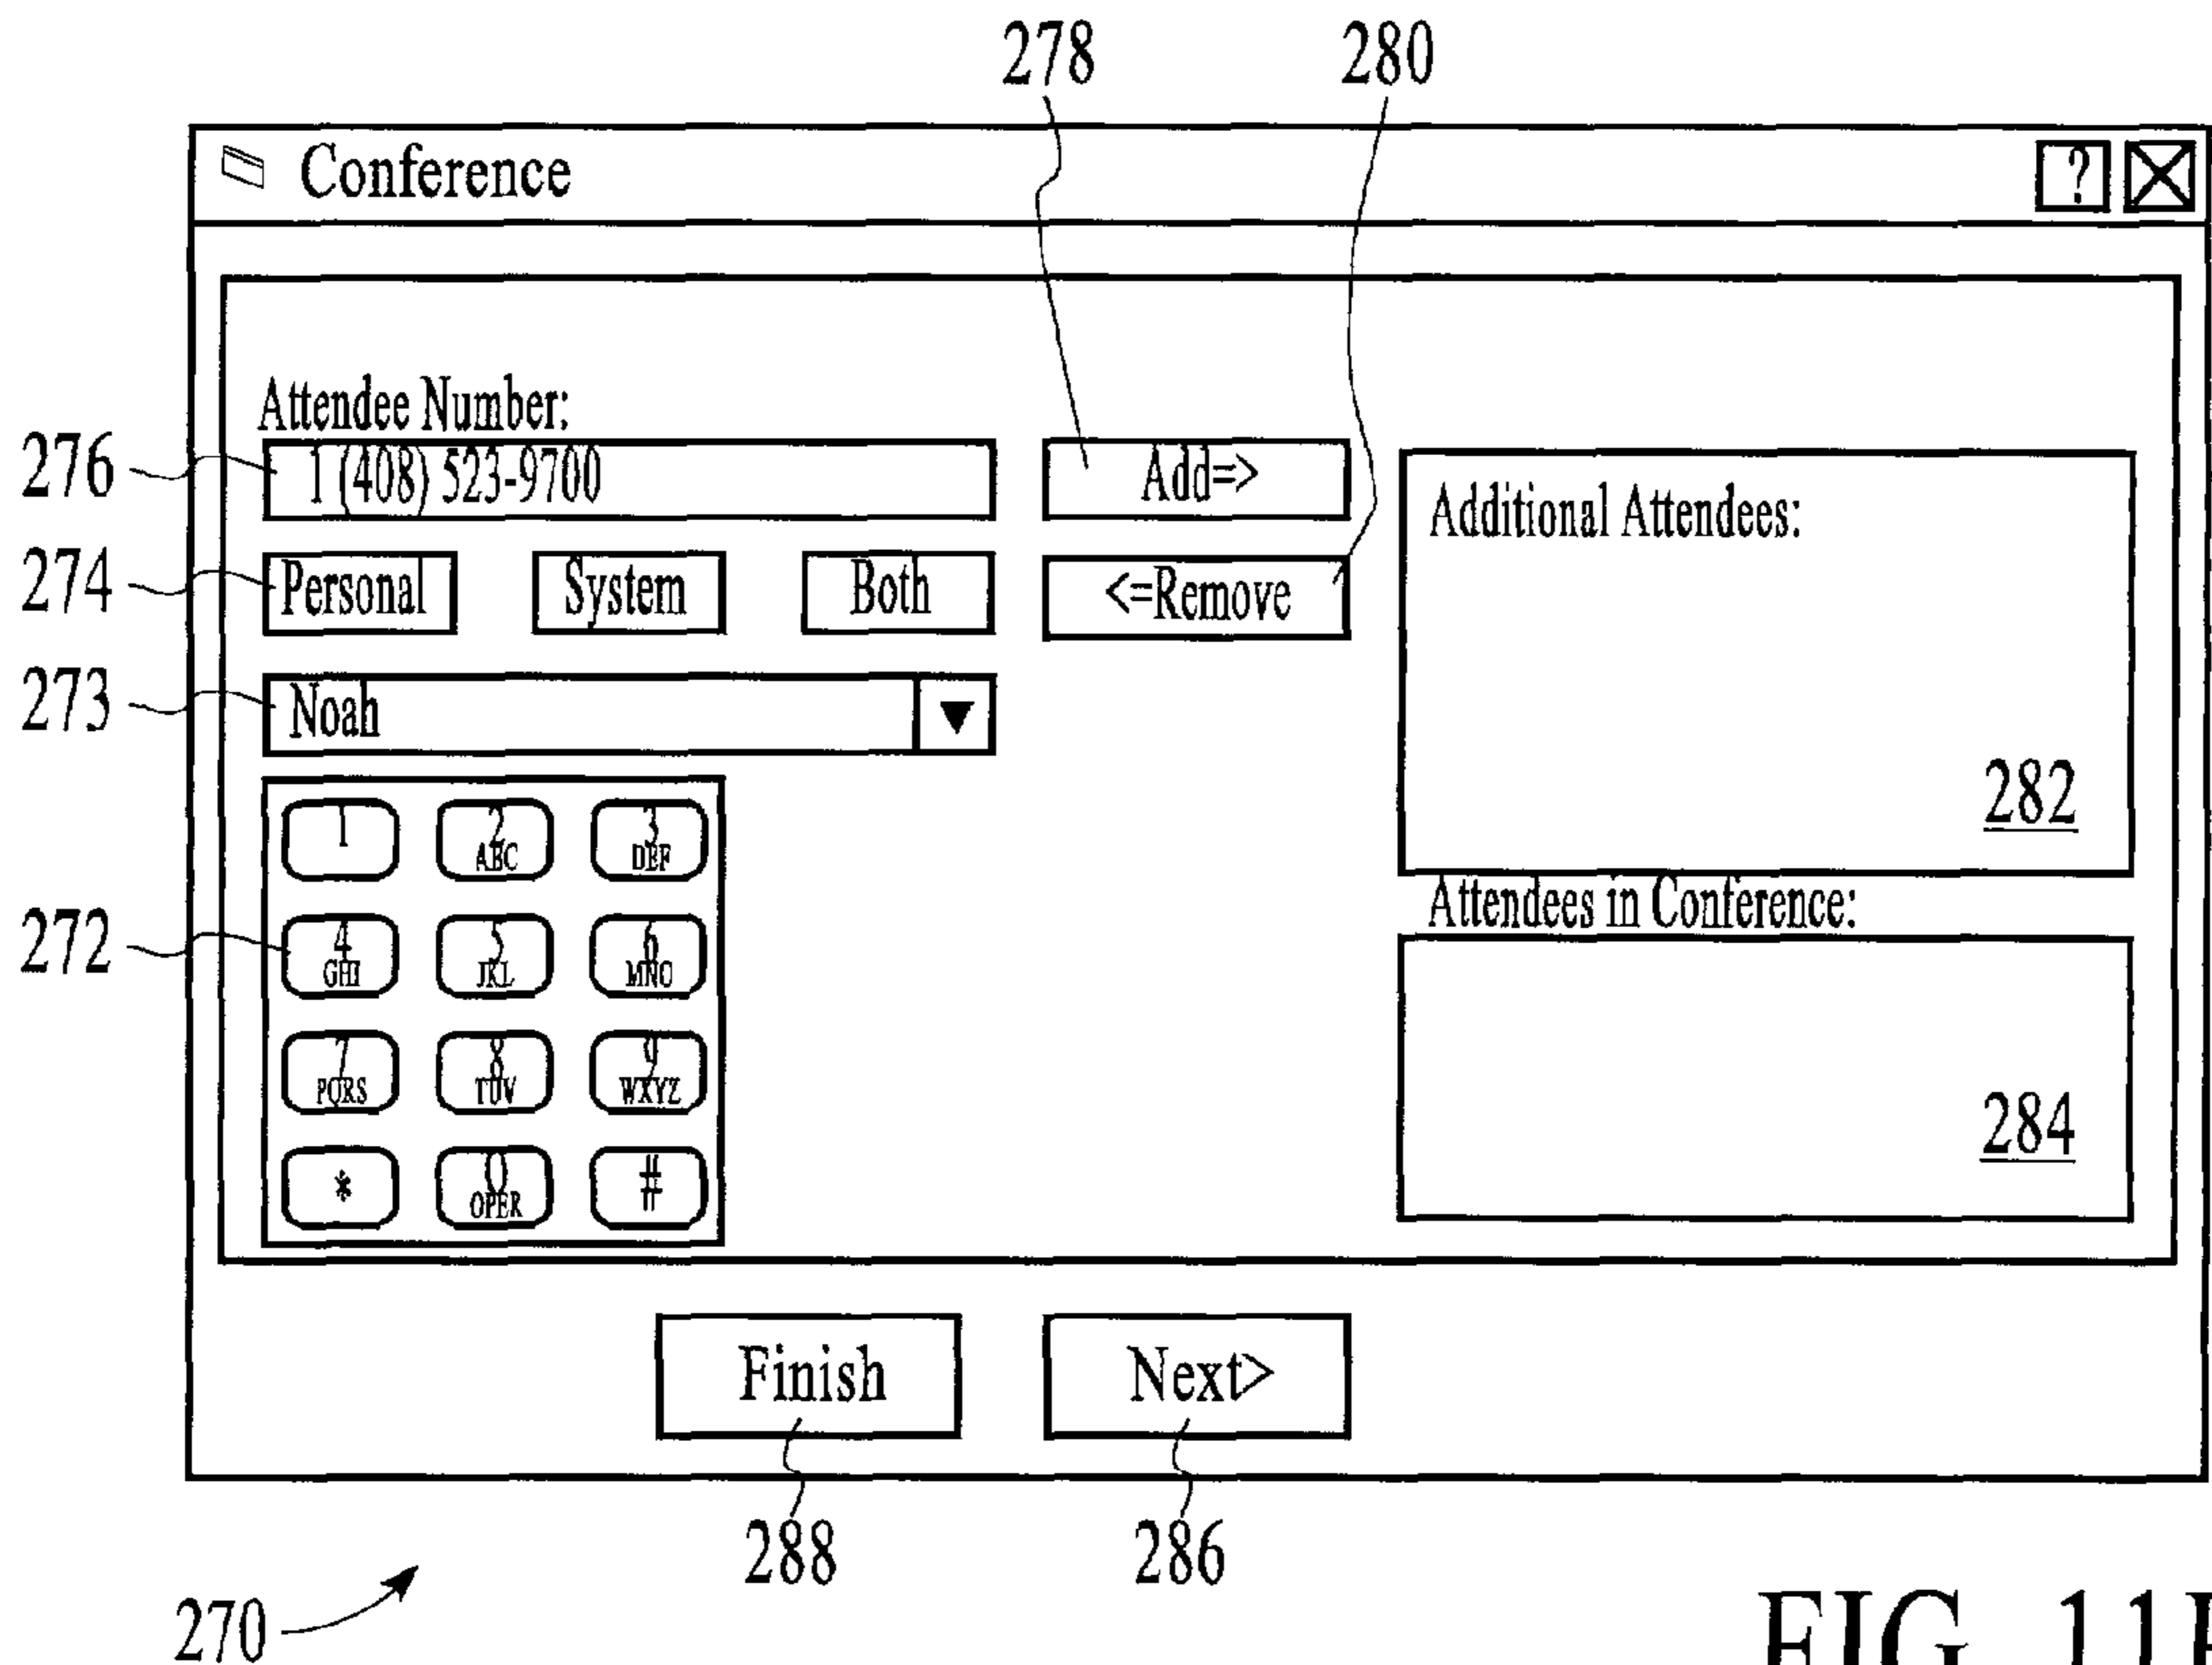 278 280
Conference ?
Attendee Number:
276 1 (408) 523-9700 Add=>
Additional Attendees:
274 Personal System Both <=Remove
273 Noah ▼
282
1 2 ABC 3 DEF
Attendees in Conference:
272 4 GHI 5 JKL 6 MNO
7 PQRS 8 TUV 9 WXYZ
284
* 0 OPER #
Finish Next>
288 286
270
FIG. 11